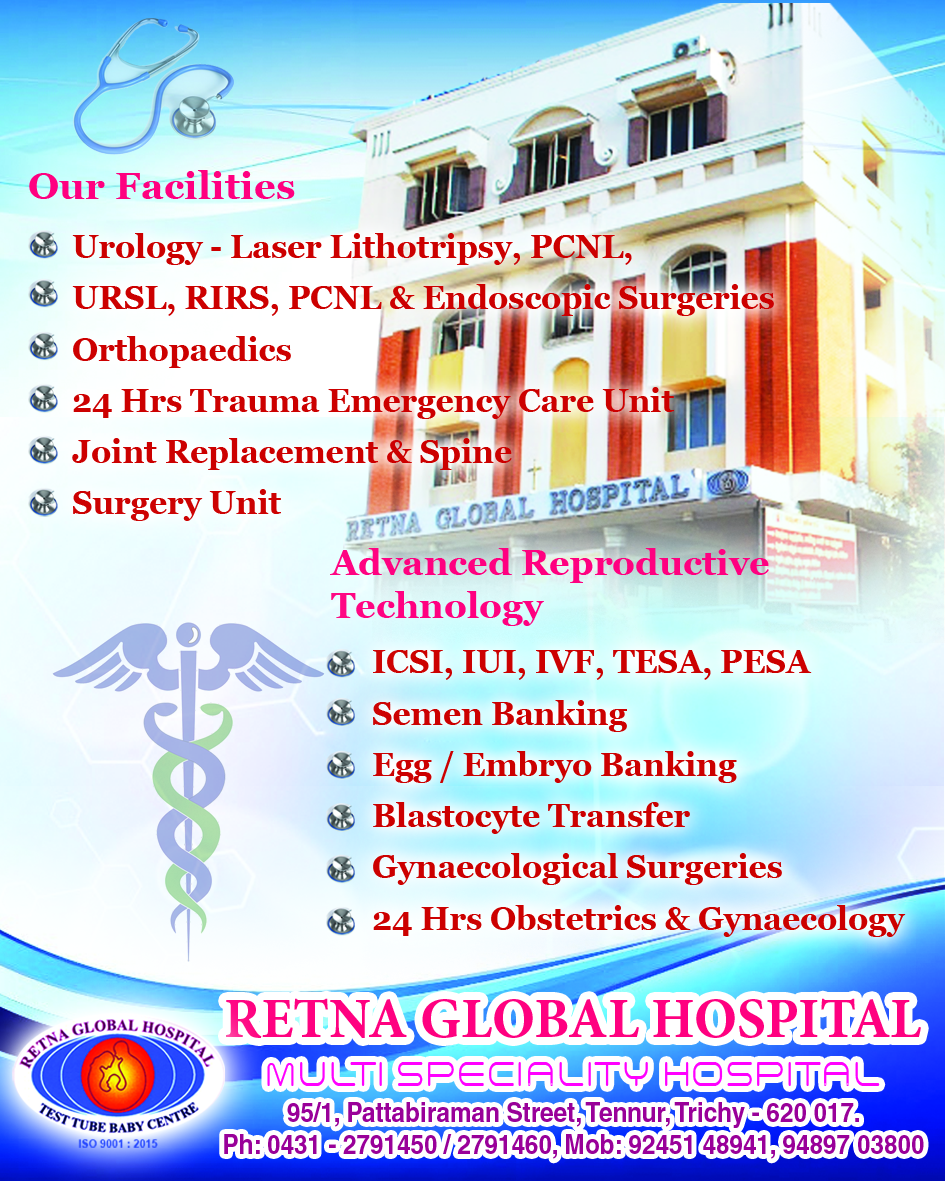 Our Facilities
Urology - Laser Lithotripsy, PCNL,
URSL, RIRS, PCNL & Endoscopic Surgeries
Orthopaedics
24 Hrs Trauma Emergency Care Unit
Joint Replacement & Spine
Surgery Unit
RETNA GLOBAL HOSPITAL
Advanced Reproductive
Technology
ICSI, IUI, IVF, TESA, PESA
Semen Banking
Egg / Embryo Banking
Blastocyte Transfer
Gynaecological Surgeries
24 Hrs Obstetrics & Gynaecology
RETNA GLOBAL HOSPITAL
TEST TUBE BABY CENTRE
ISO 9001 : 2015
RETNA GLOBAL HOSPITAL
MULTI SPECIALITY HOSPITAL
95/1, Pattabiraman Street, Tennur, Trichy - 620 017.
Ph: 0431 - 2791450 / 2791460, Mob: 92451 48941, 94897 03800